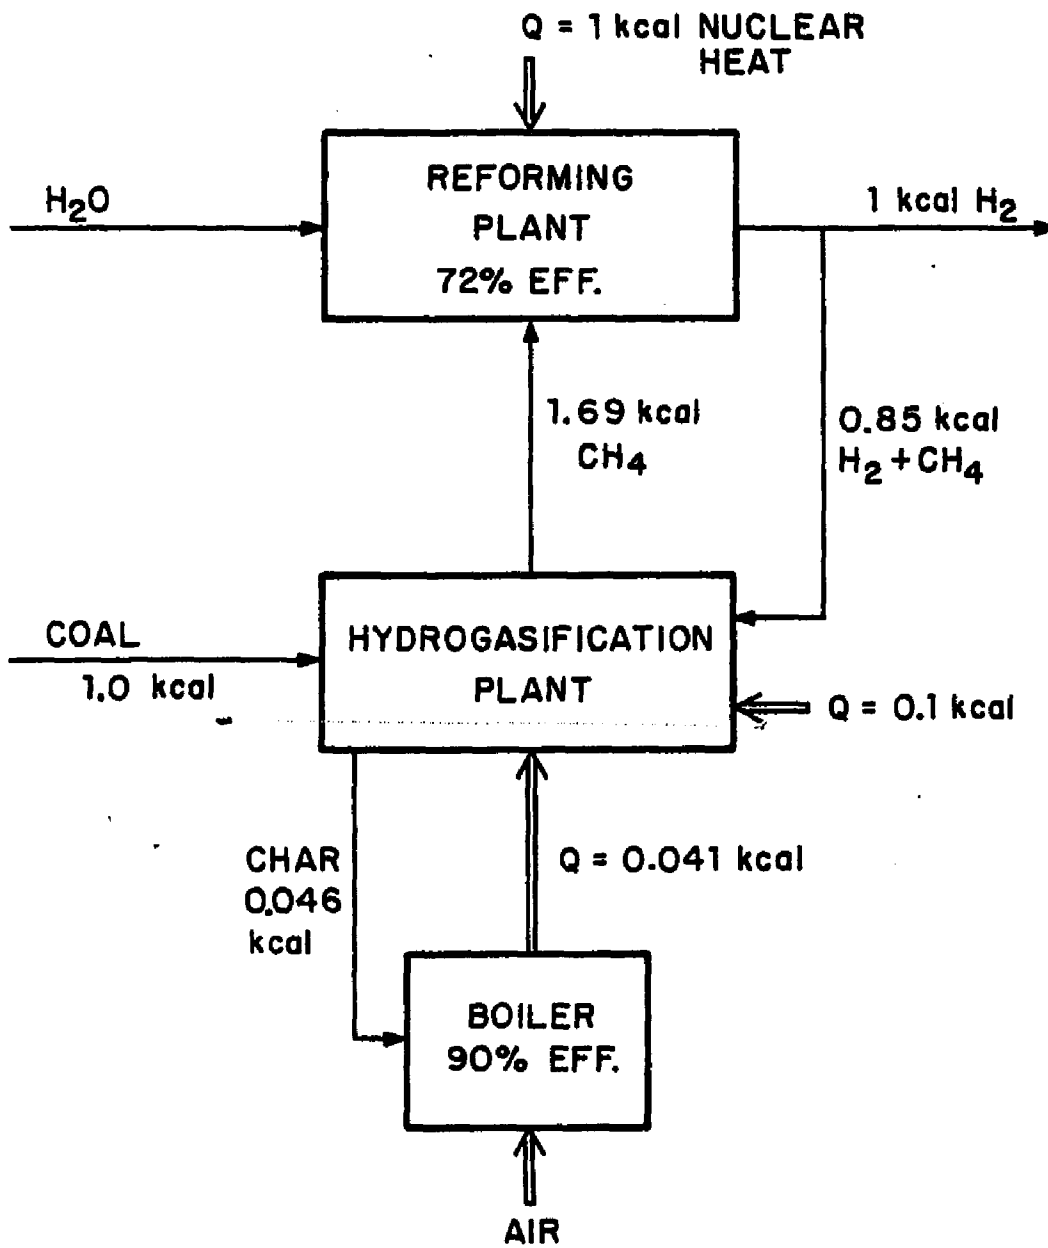 Q = 1 kcal NUCLEAR
HEAT
REFORMING
PLANT
72% EFF.
H₂O
1 kcal H₂
1.69 kcal
CH₄
0.85 kcal
H₂ + CH₄
COAL
1.0 kcal
HYDROGASIFICATION
PLANT
Q = 0.1 kcal
CHAR
0.046
kcal
Q = 0.041 kcal
BOILER
90% EFF.
AIR